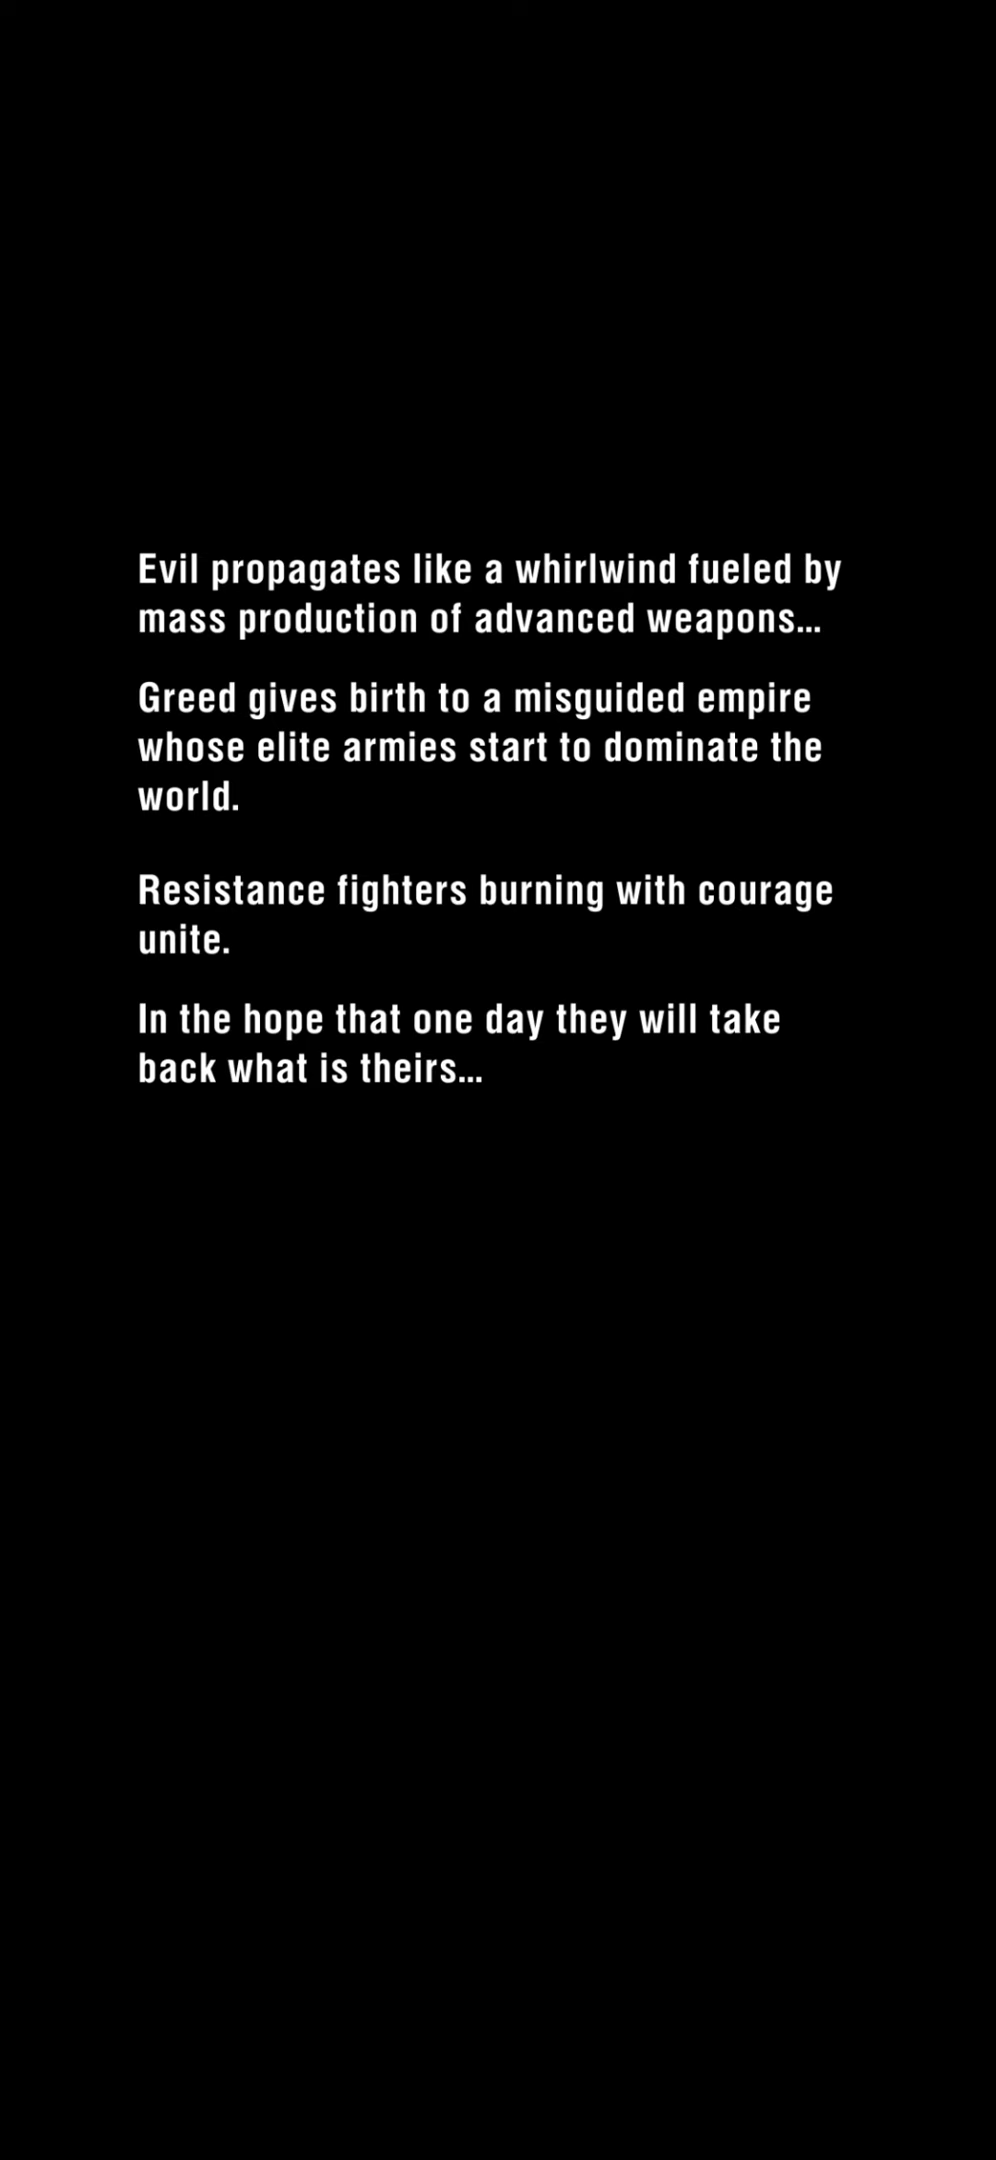 Evil propagates like a whirlwind fueled by
mass production of advanced weapons...
Greed gives birth to a misguided empire
whose elite armies start to dominate the
world.
Resistance fighters burning with courage
unite.
In the hope that one day they will take
back what is theirs...